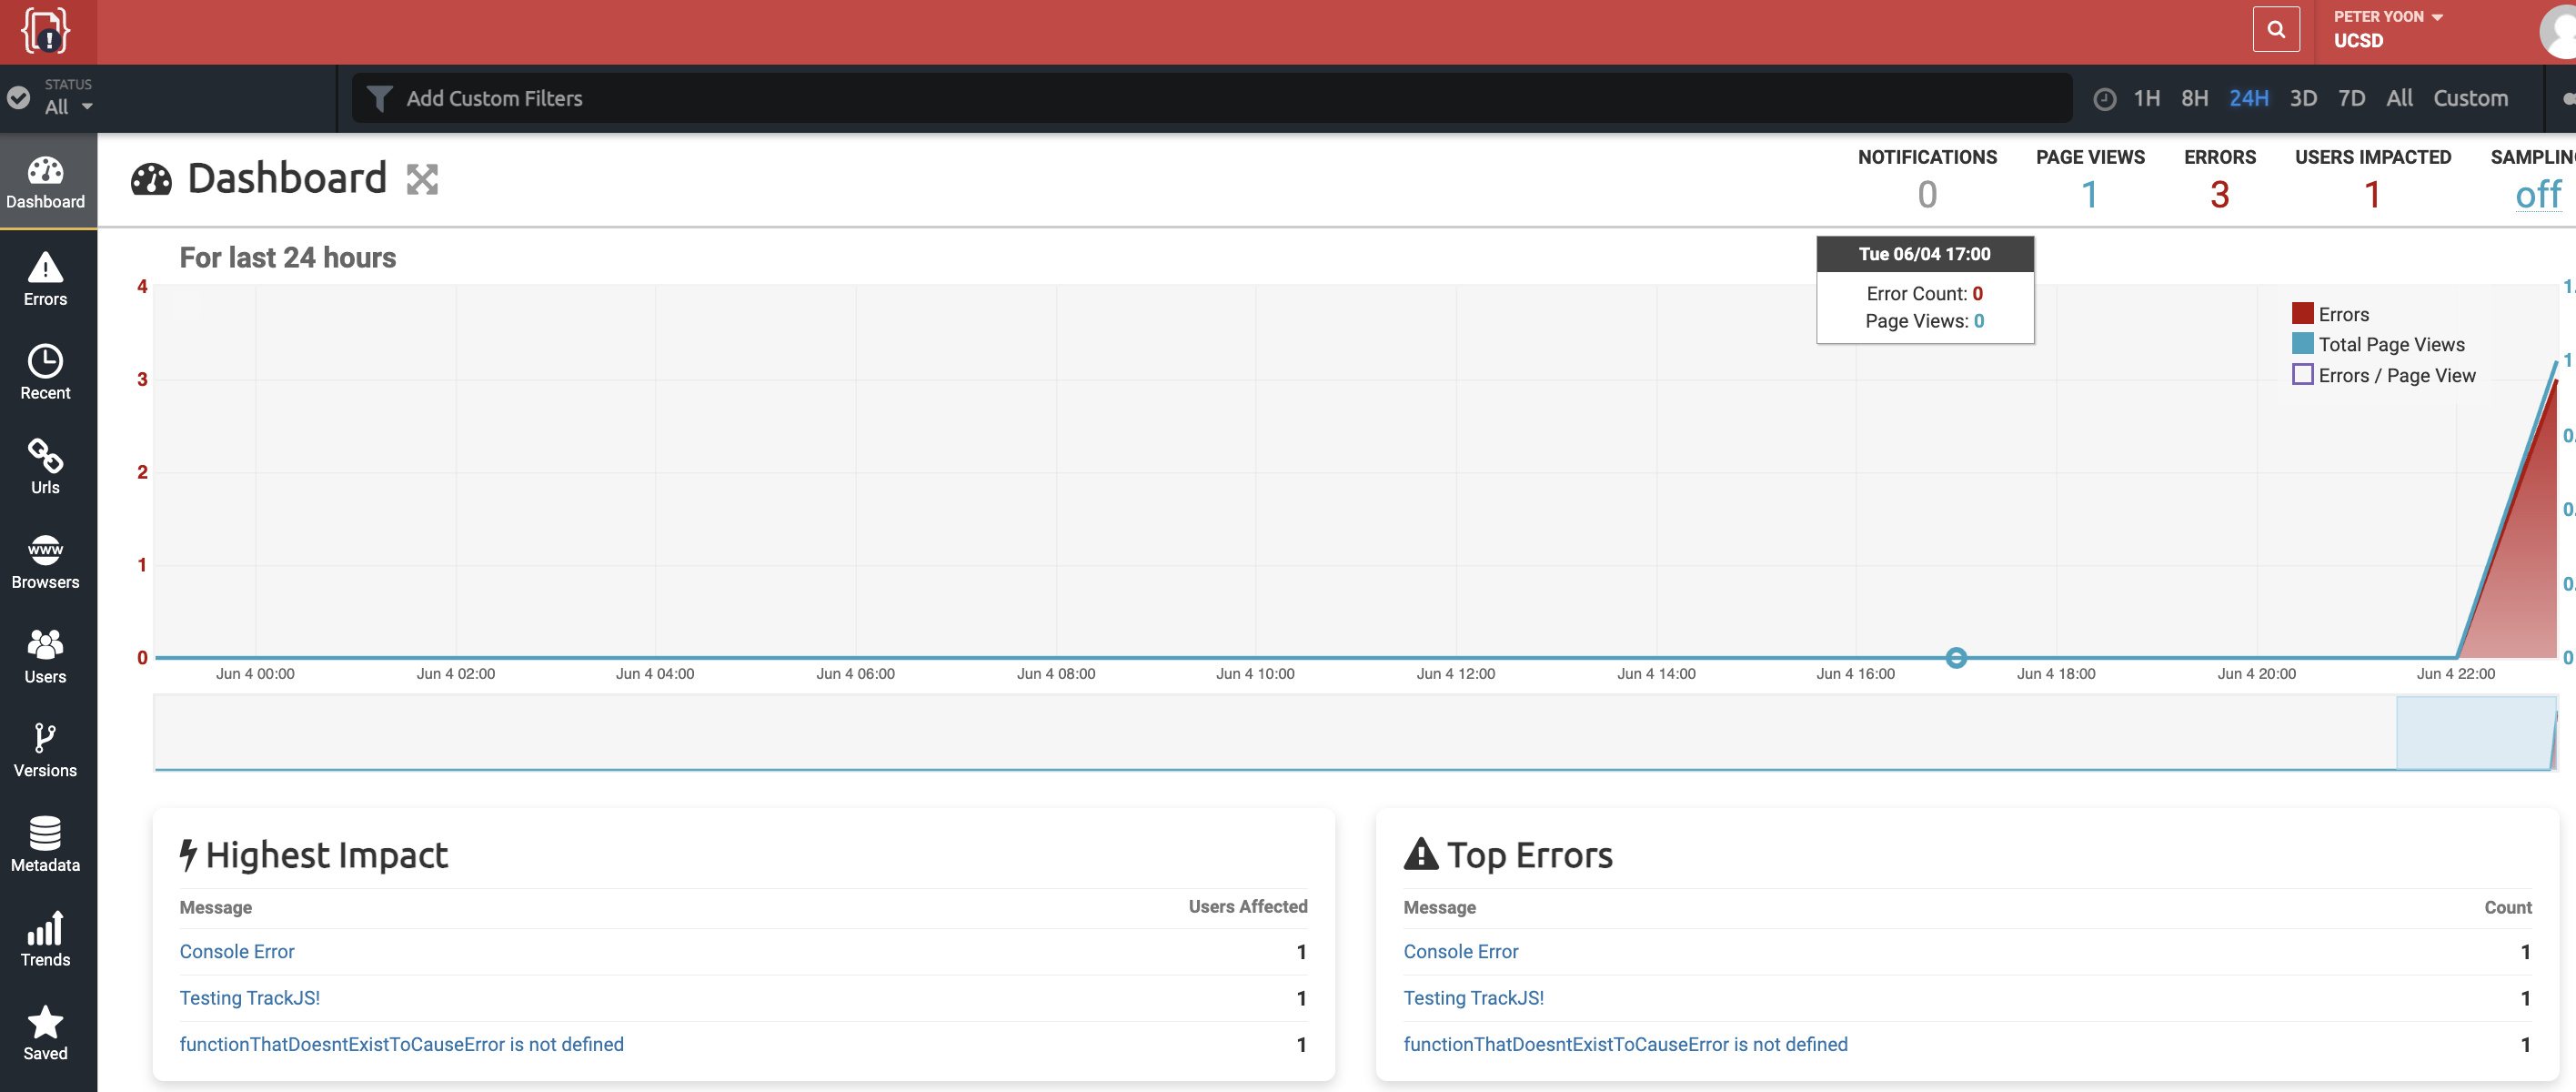 PETER YOON
UCSD
STATUS
All
Add Custom Filters
1H 8H 24H 3D 7D All Custom
Dashboard
Errors
Recent
Urls
www
Browsers
Users
Versions
Metadata
Trends
Saved
Dashboard
NOTIFICATIONS
0
PAGE VIEWS
1
ERRORS
3
USERS IMPACTED
1
SAMPLIN
off
For last 24 hours
Tue 06/04 17:00
Error Count: 0
Page Views: 0
Errors
Total Page Views
Errors / Page View
4
3
2
1
0
1.
1
0.
0.
0.
0
Jun 4 00:00 Jun 4 02:00 Jun 4 04:00 Jun 4 06:00 Jun 4 08:00 Jun 4 10:00 Jun 4 12:00 Jun 4 14:00 Jun 4 16:00 Jun 4 18:00 Jun 4 20:00 Jun 4 22:00
Highest Impact
Message Users Affected
Console Error 1
Testing TrackJS! 1
functionThatDoesntExistToCauseError is not defined 1
Top Errors
Message Count
Console Error 1
Testing TrackJS! 1
functionThatDoesntExistToCauseError is not defined 1